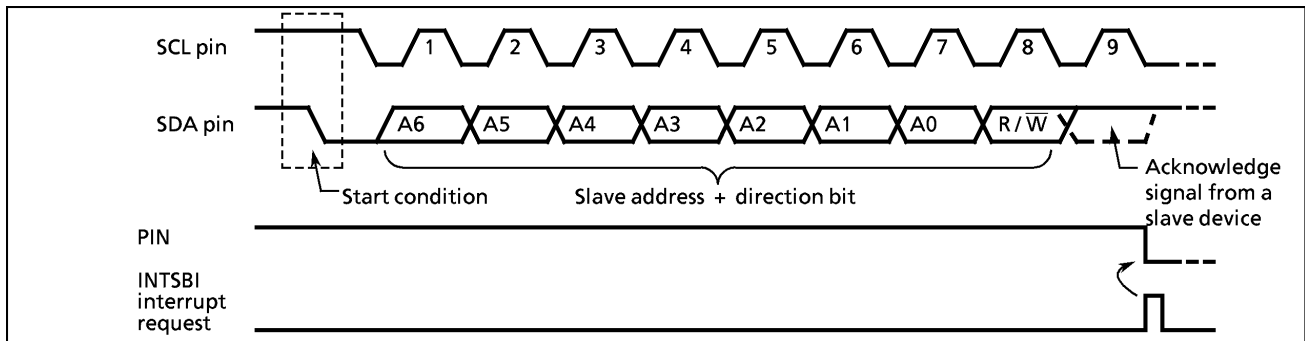 SCL pin
1 2 3 4 5 6 7 8 9
SDA pin
A6 A5 A4 A3 A2 A1 A0 R / W̅
Start condition
Slave address + direction bit
Acknowledge
signal from a
slave device
PIN
INTSBI
interrupt
request